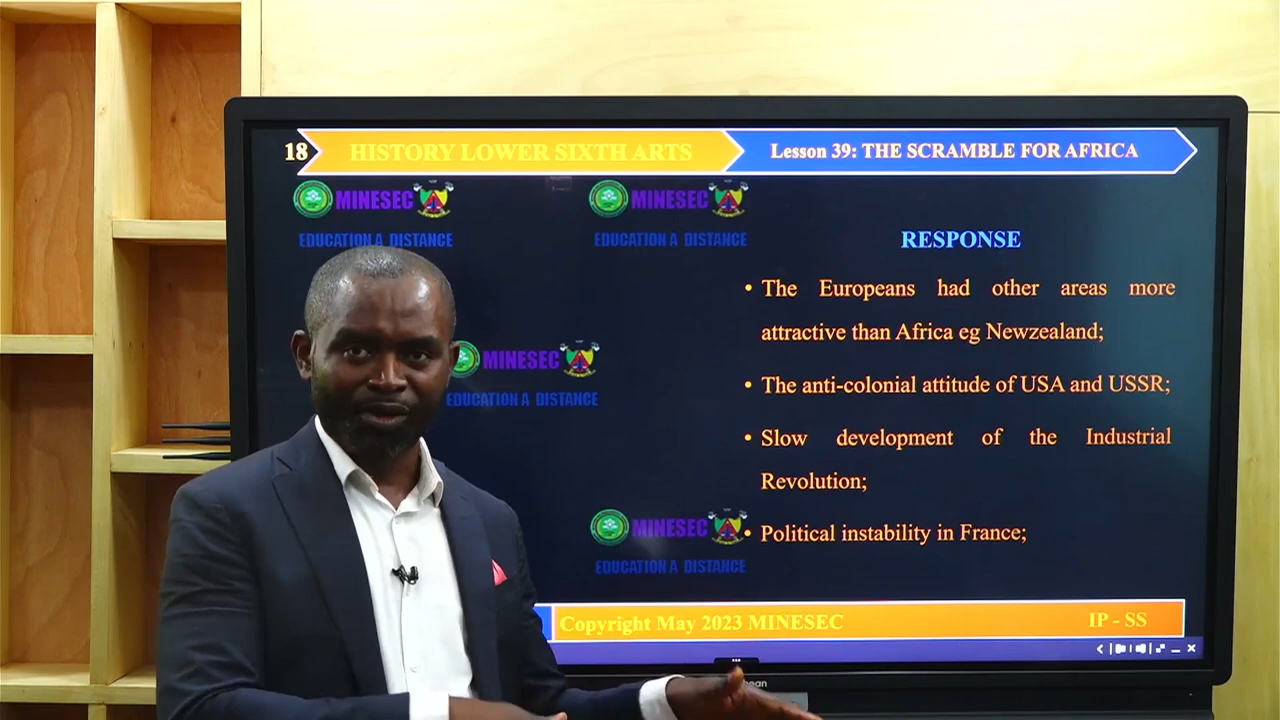 18
HISTORY LOWER SIXTH ARTS
Lesson 39: THE SCRAMBLE FOR AFRICA
MINESEC
EDUCATION A DISTANCE
MINESEC
EDUCATION A DISTANCE
RESPONSE
• The Europeans had other areas more
attractive than Africa eg Newzealand;
MINESEC
EDUCATION A DISTANCE
• The anti-colonial attitude of USA and USSR;
• Slow development of the Industrial
Revolution;
MINESEC
EDUCATION A DISTANCE
• Political instability in France;
Copyright May 2023 MINESEC
IP - SS